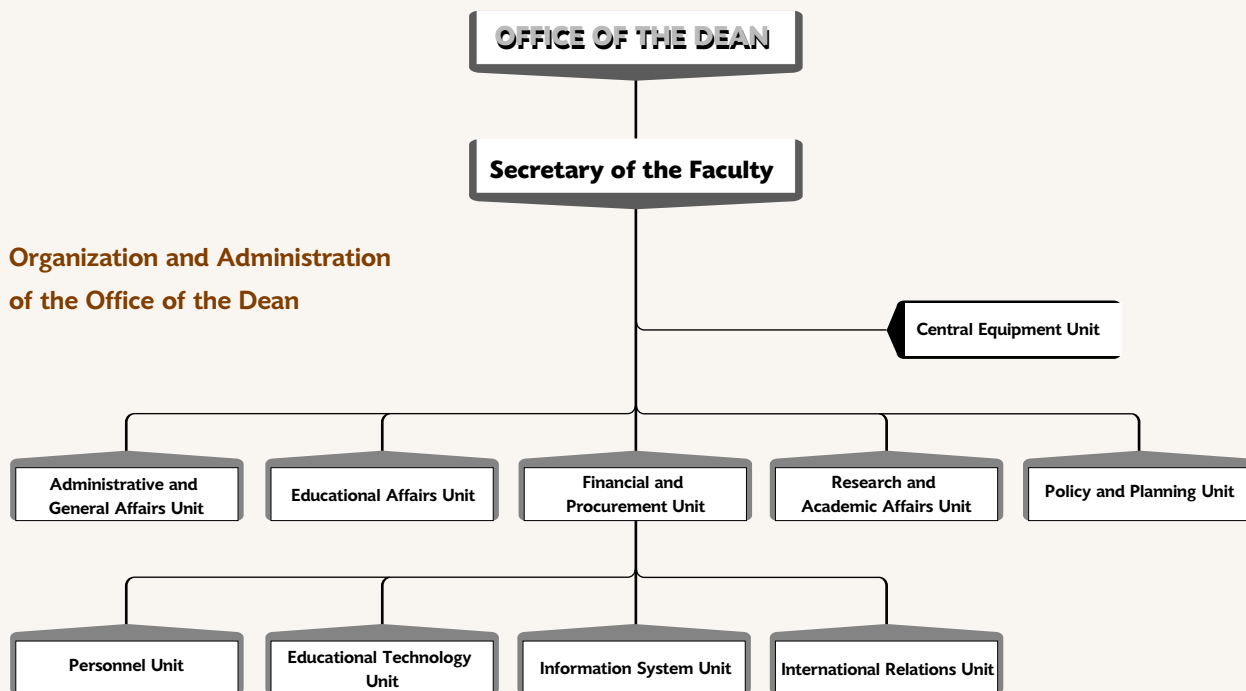 OFFICE OF THE DEAN
Secretary of the Faculty
Organization and Administration
of the Office of the Dean
Central Equipment Unit
Administrative and
General Affairs Unit
Educational Affairs Unit
Financial and
Procurement Unit
Research and
Academic Affairs Unit
Policy and Planning Unit
Personnel Unit
Educational Technology
Unit
Information System Unit
International Relations Unit